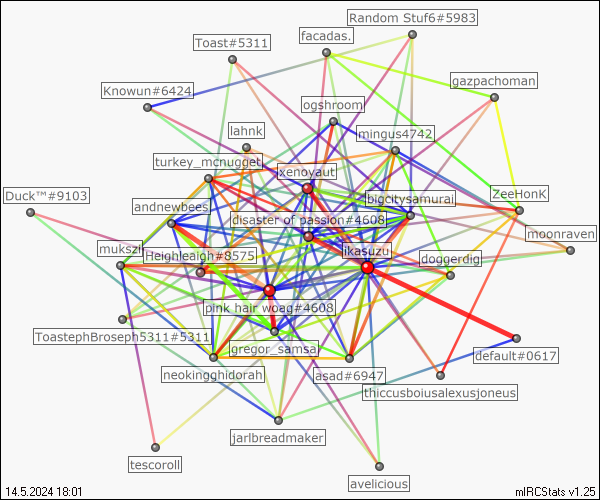 Random Stuf6#5983
facadas.
Toast#5311
gazpachoman
Knowun#6424
ogshroom
lahnk
mingus4742
turkey_mcnugget
xenoyaut
Duck™#9103
bigcitysamurai
ZeeHonK
andnewbees
disaster of passion#4608
moonraven
mukszi
Heighleaigh#8575
ikasuzu
doggerdig
pink hair woag#4608
ToastephBroseph5311#5311
gregor_samsa
default#0617
neokingghidorah
asad#6947
thiccusboiusalexusjoneus
jarlbreadmaker
tescoroll
avelicious
14.5.2024 18:01
mIRCStats v1.25